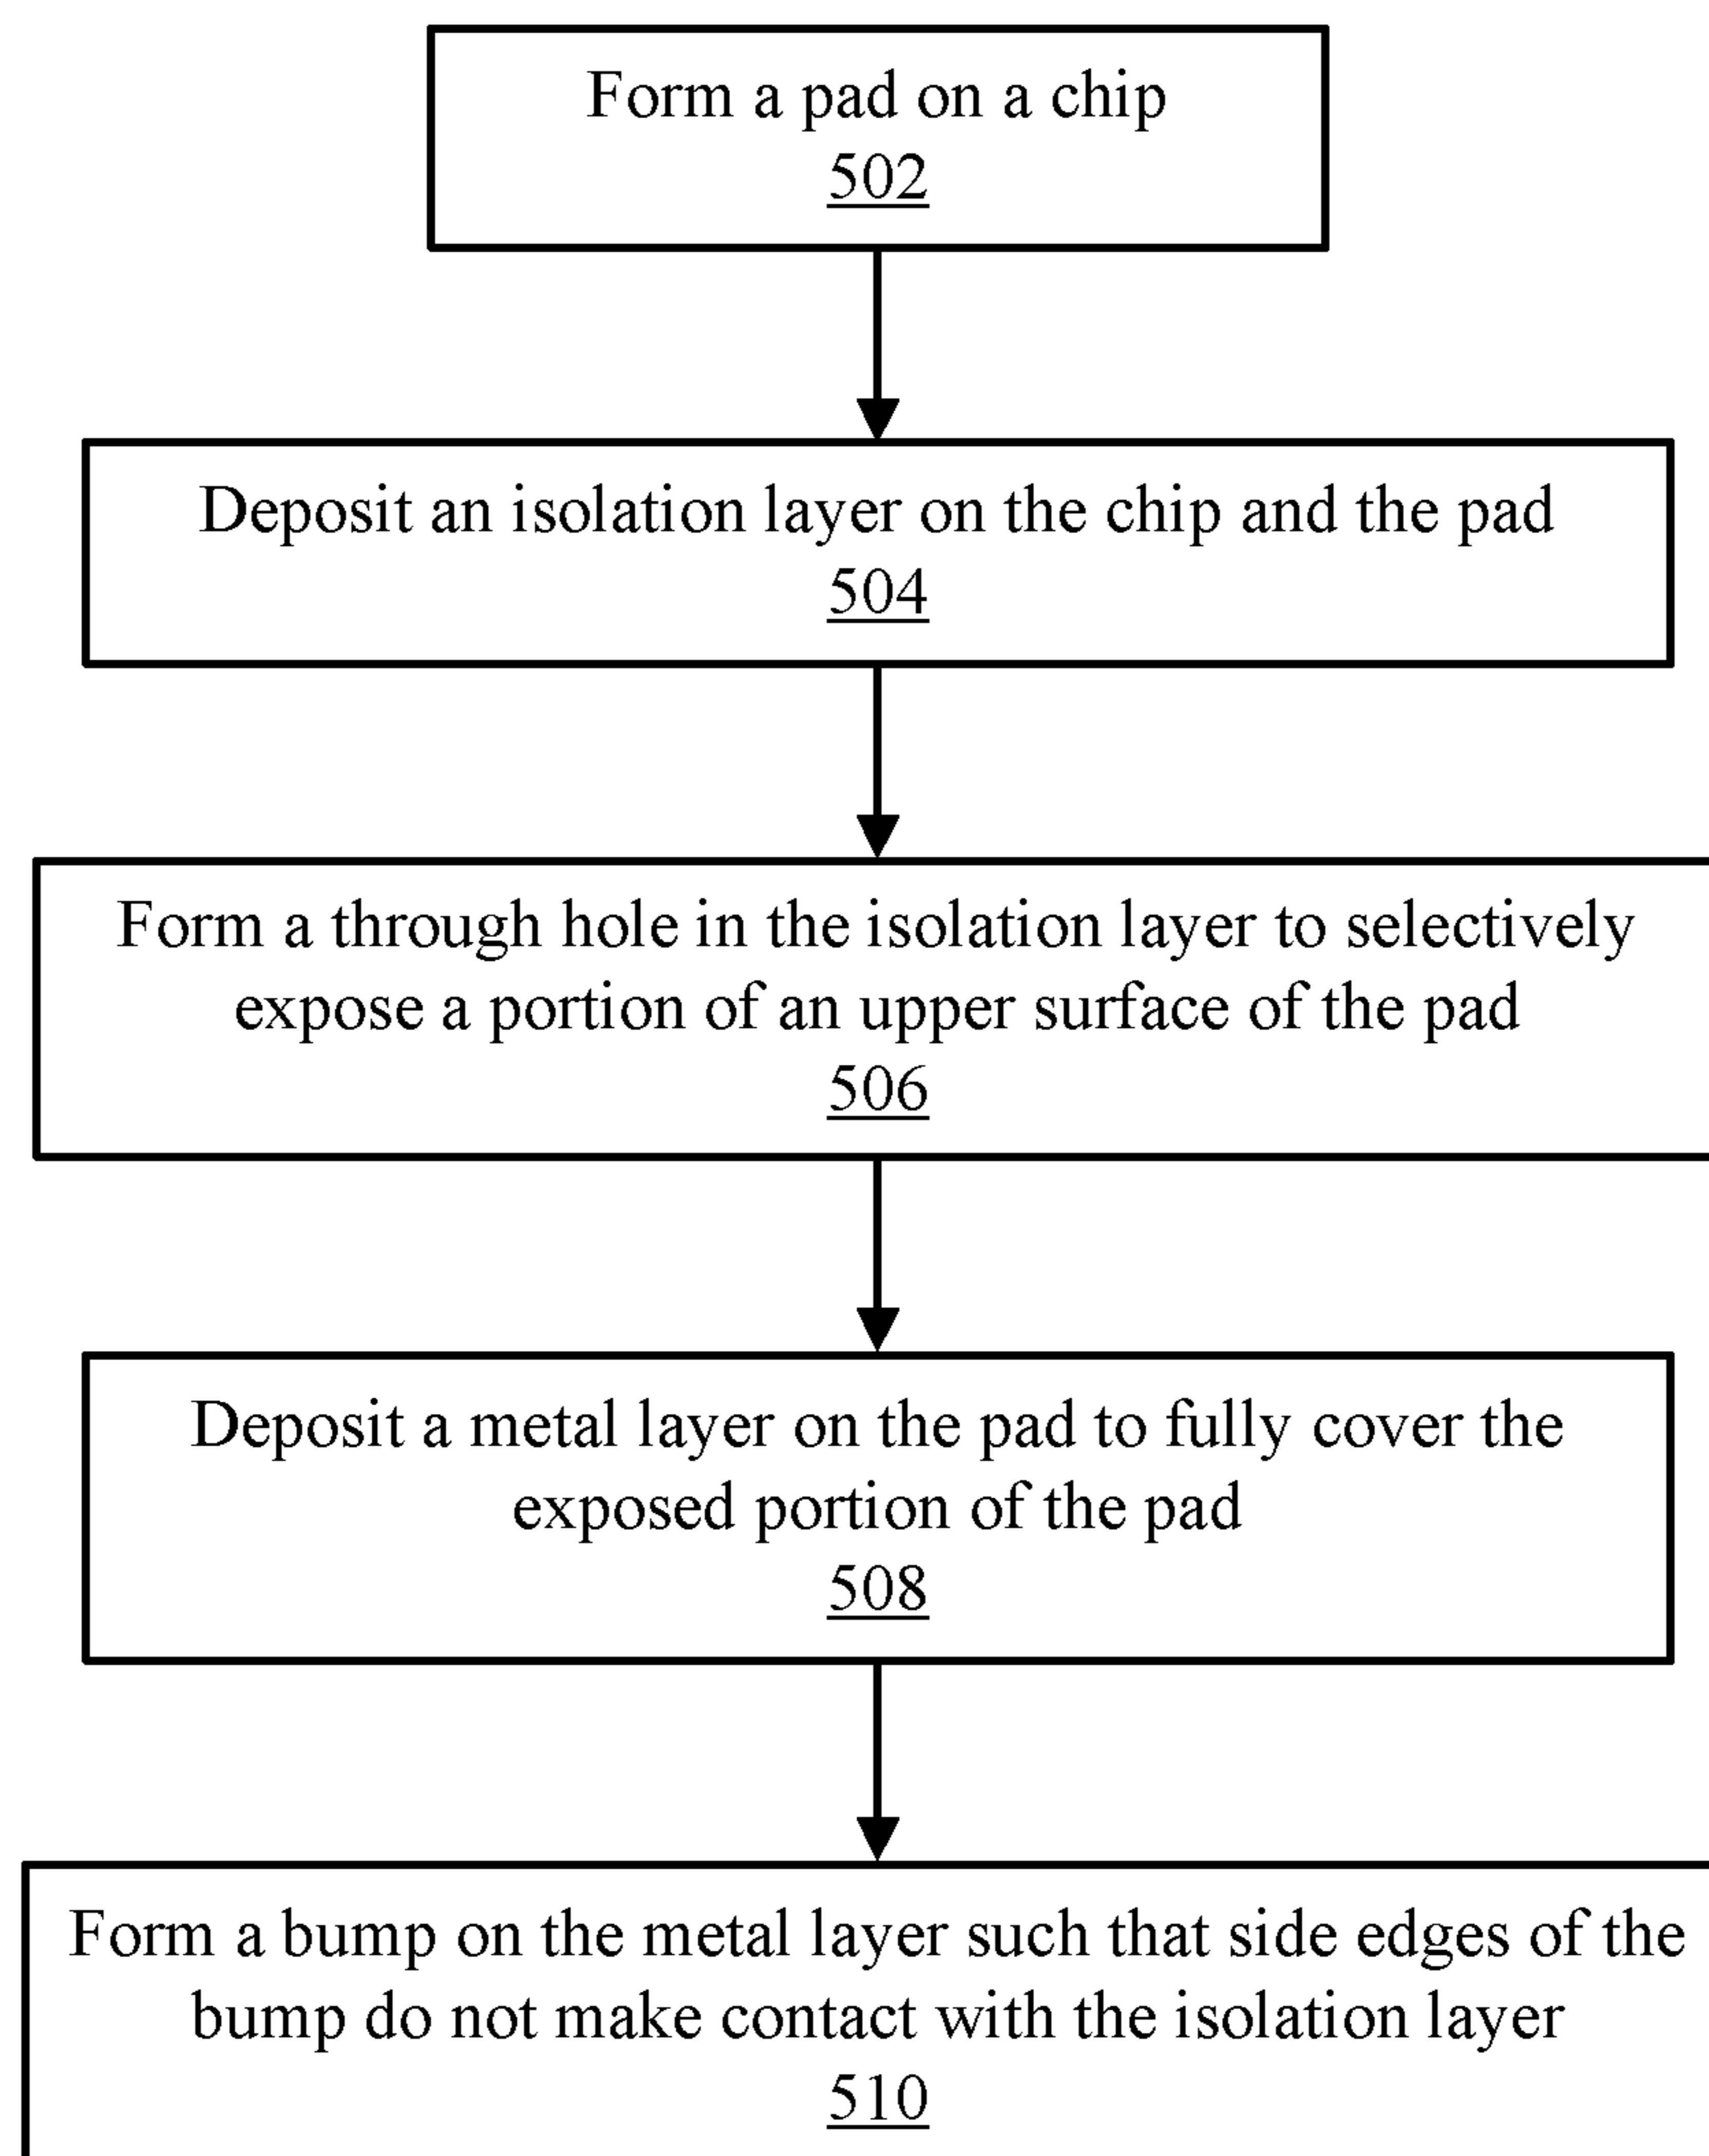 Form a pad on a chip
502
Deposit an isolation layer on the chip and the pad
504
Form a through hole in the isolation layer to selectively
expose a portion of an upper surface of the pad
506
Deposit a metal layer on the pad to fully cover the
exposed portion of the pad
508
Form a bump on the metal layer such that side edges of the
bump do not make contact with the isolation layer
510